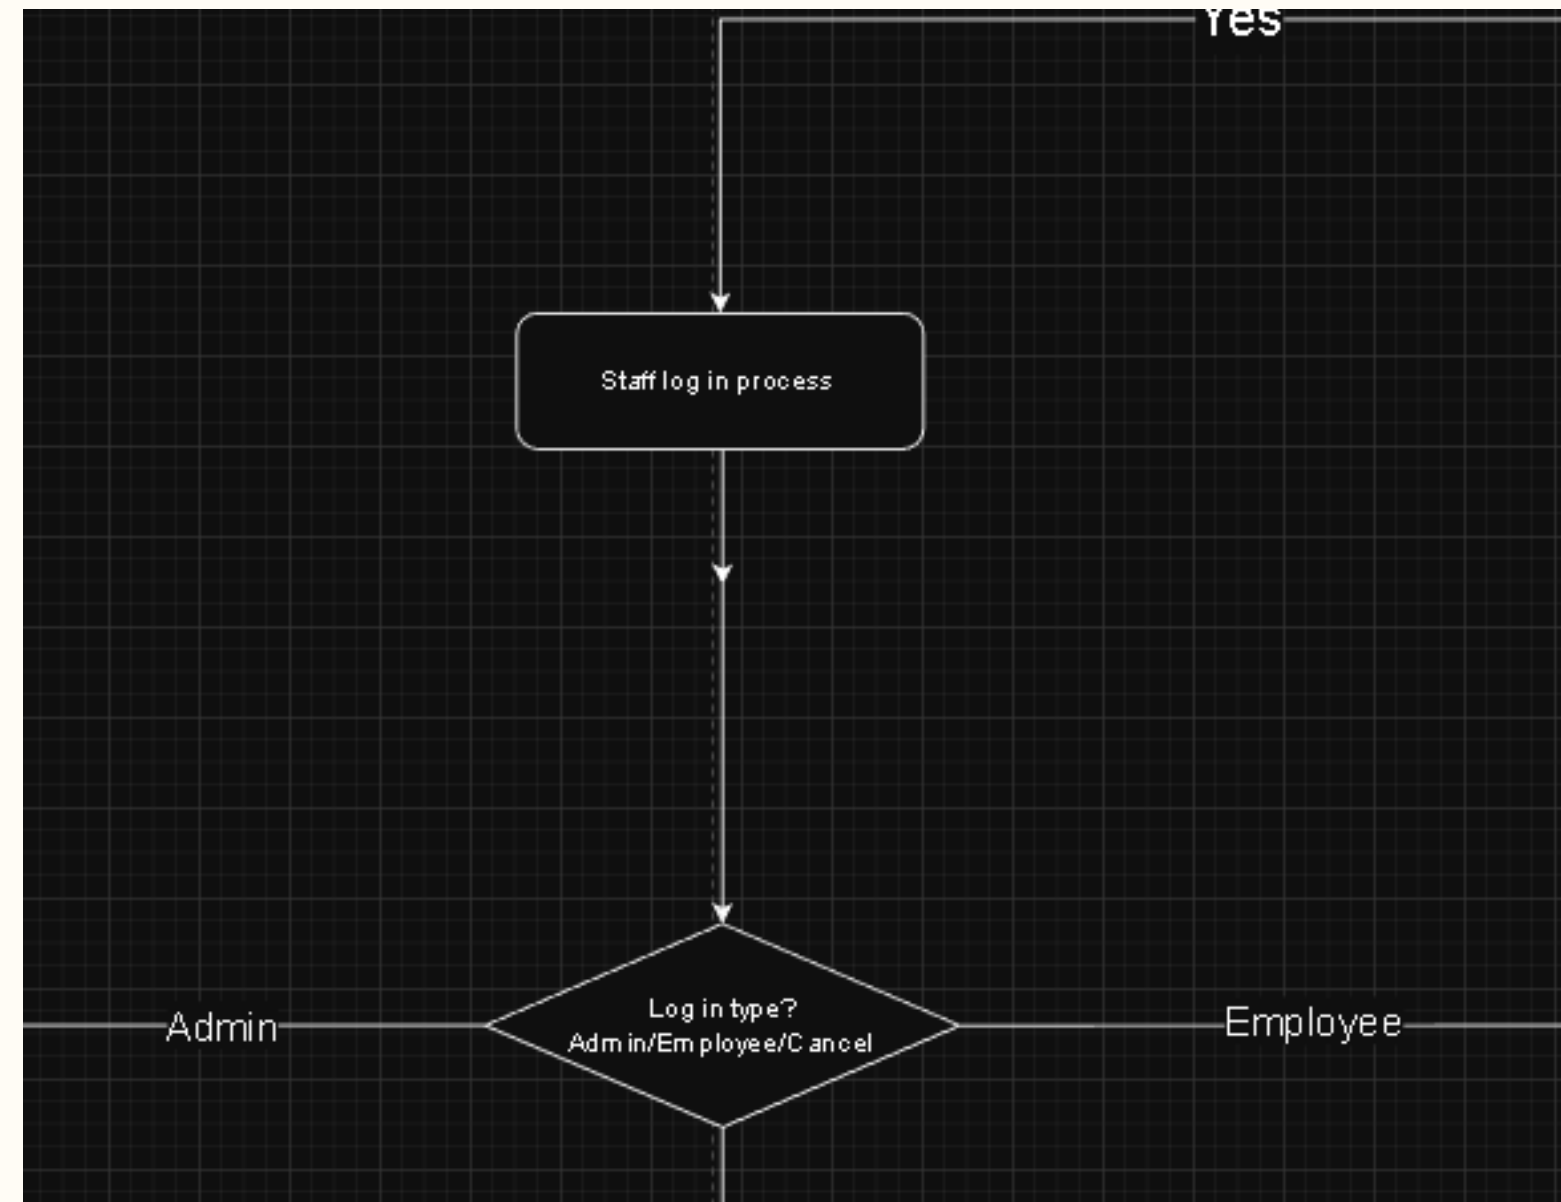 Yes
Staff log in process
Log in type?
Admin/Employee/Cancel
Admin
Employee